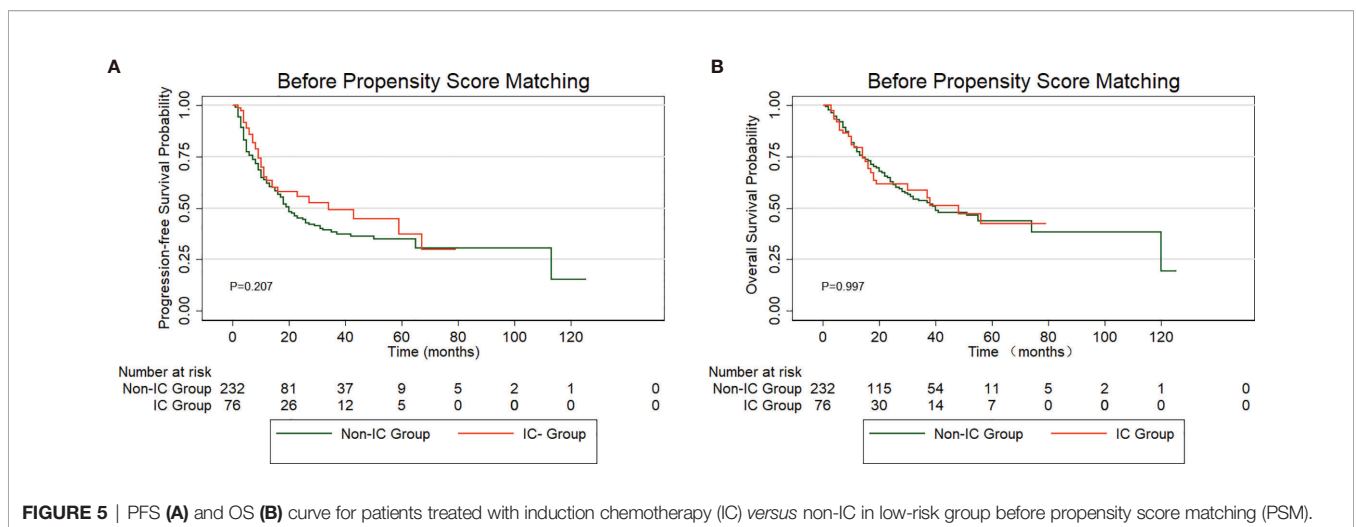 A
Before Propensity Score Matching
Progression-free Survival Probability
1.00
0.75
0.50
0.25
0.00
P=0.207
0 20 40 60 80 100 120
Time (months)
Number at risk
Non-IC Group 232 81 37 9 5 2 1 0
IC Group 76 26 12 5 0 0 0 0
Non-IC Group IC- Group
B
Before Propensity Score Matching
Overall Survival Probability
1.00
0.75
0.50
0.25
0.00
P=0.997
0 20 40 60 80 100 120
Time （months）
Number at risk
Non-IC Group 232 115 54 11 5 2 1 0
IC Group 76 30 14 7 0 0 0 0
Non-IC Group IC Group
FIGURE 5 | PFS (A) and OS (B) curve for patients treated with induction chemotherapy (IC) versus non-IC in low-risk group before propensity score matching (PSM).